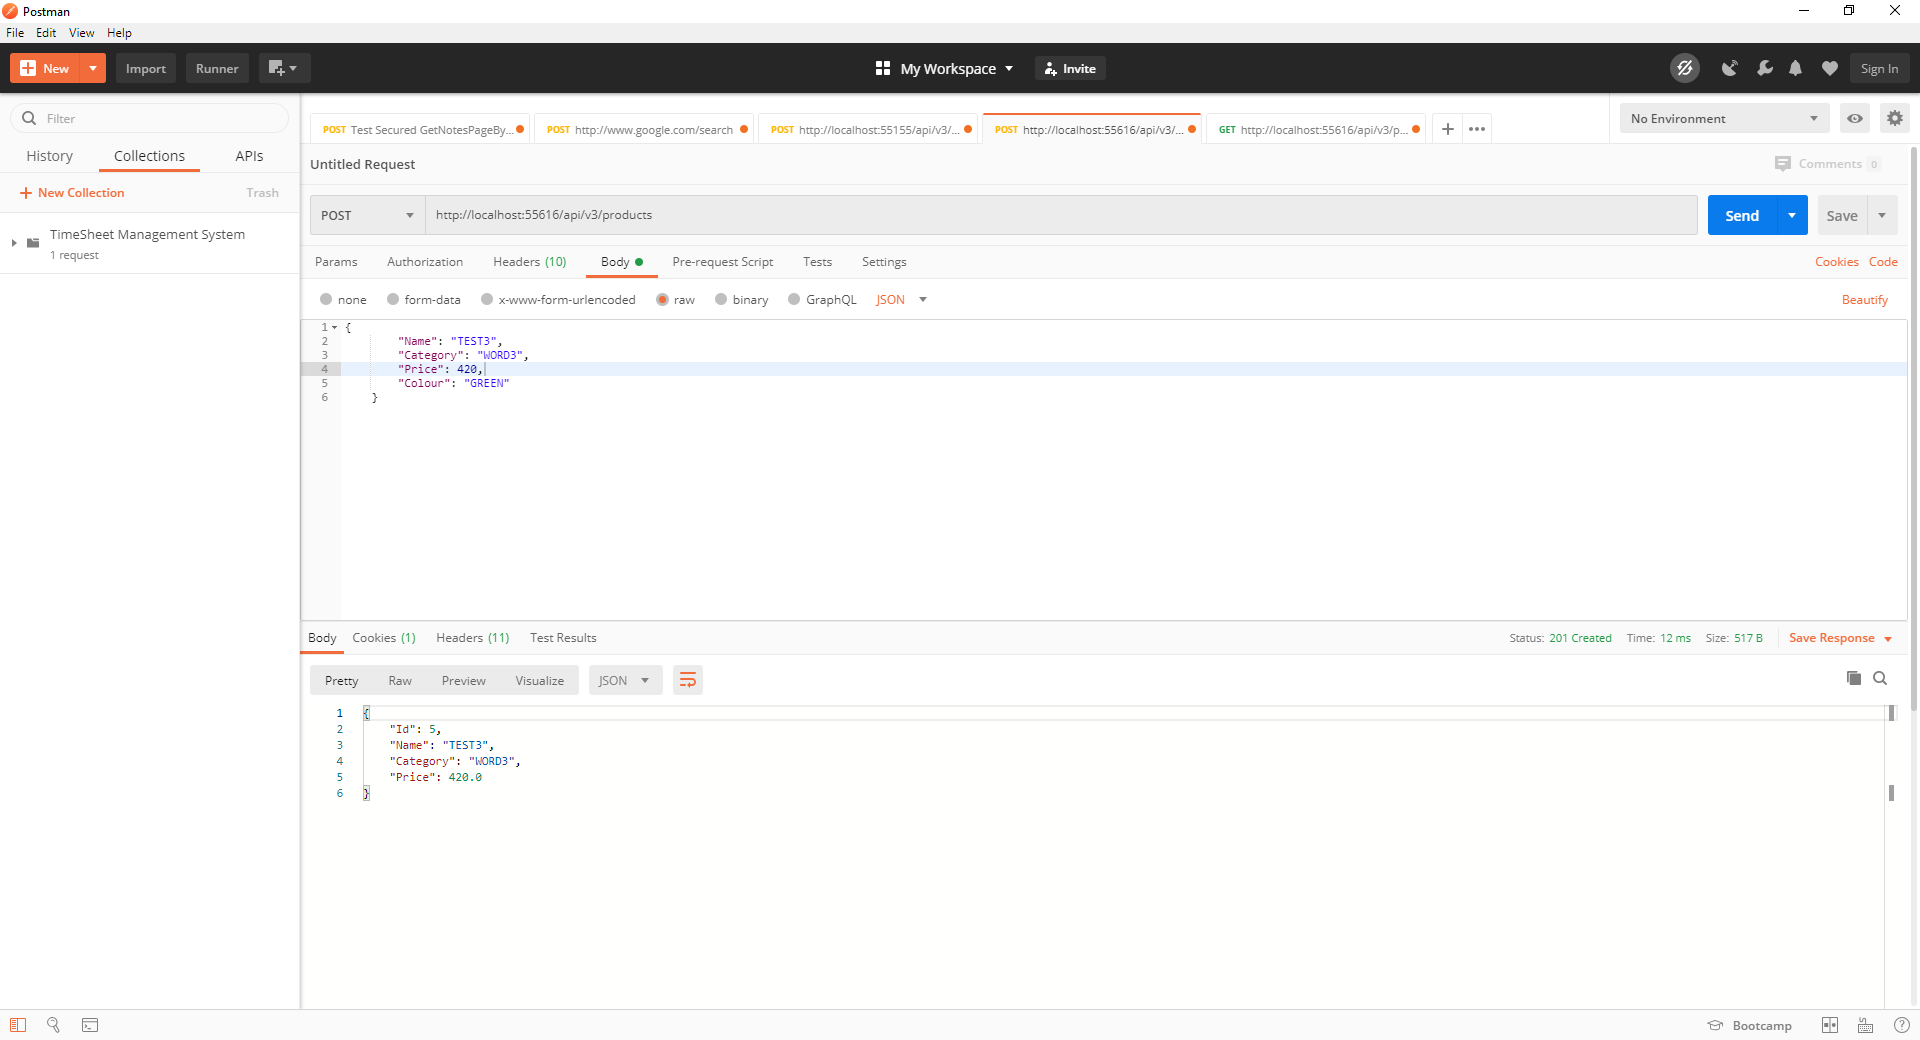 Postman
File Edit View Help
New Import Runner My Workspace Invite Sign In
Filter
History Collections APIs
New Collection Trash
TimeSheet Management System
1 request
POST Test Secured GetNotesPageBy... POST http://www.google.com/search POST http://localhost:55155/api/v3/... POST http://localhost:55616/api/v3/... GET http://localhost:55616/api/v3/p... No Environment
Untitled Request Comments 0
POST http://localhost:55616/api/v3/products Send Save
Params Authorization Headers (10) Body Pre-request Script Tests Settings Cookies Code
none form-data x-www-form-urlencoded raw binary GraphQL JSON Beautify
1 {
2 "Name": "TEST3",
3 "Category": "WORD3",
4 "Price": 420,
5 "Colour": "GREEN"
6 }
Body Cookies (1) Headers (11) Test Results Status: 201 Created Time: 12 ms Size: 517 B Save Response
Pretty Raw Preview Visualize JSON
1 {
2 "Id": 5,
3 "Name": "TEST3",
4 "Category": "WORD3",
5 "Price": 420.0
6 }
Bootcamp